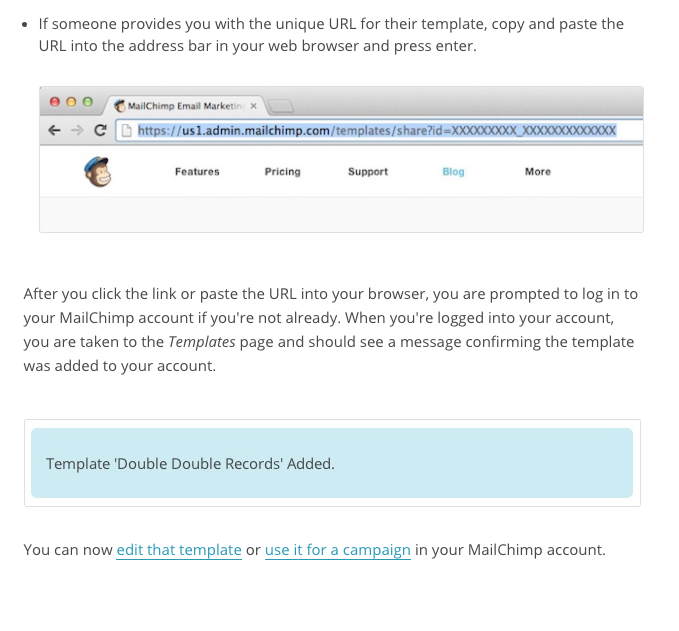 If someone provides you with the unique URL for their template, copy and paste the
URL into the address bar in your web browser and press enter.
MailChimp Email Marketin
https://us1.admin.mailchimp.com/templates/share?id=XXXXXXXXX_XXXXXXXXXXXXX
Features Pricing Support Blog More
After you click the link or paste the URL into your browser, you are prompted to log in to
your MailChimp account if you're not already. When you're logged into your account,
you are taken to the Templates page and should see a message confirming the template
was added to your account.
Template 'Double Double Records' Added.
You can now edit that template or use it for a campaign in your MailChimp account.